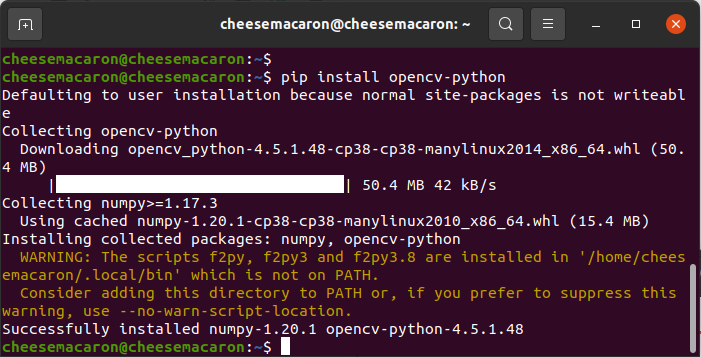 cheesemacaron@cheesemacaron: ~
cheesemacaron@cheesemacaron:~$
cheesemacaron@cheesemacaron:~$ pip install opencv-python
Defaulting to user installation because normal site-packages is not writeabl
e
Collecting opencv-python
  Downloading opencv_python-4.5.1.48-cp38-cp38-manylinux2014_x86_64.whl (50.
4 MB)
     |                                | 50.4 MB 42 kB/s
Collecting numpy>=1.17.3
  Using cached numpy-1.20.1-cp38-cp38-manylinux2010_x86_64.whl (15.4 MB)
Installing collected packages: numpy, opencv-python
  WARNING: The scripts f2py, f2py3 and f2py3.8 are installed in '/home/chees
emacaron/.local/bin' which is not on PATH.
  Consider adding this directory to PATH or, if you prefer to suppress this
warning, use --no-warn-script-location.
Successfully installed numpy-1.20.1 opencv-python-4.5.1.48
cheesemacaron@cheesemacaron:~$